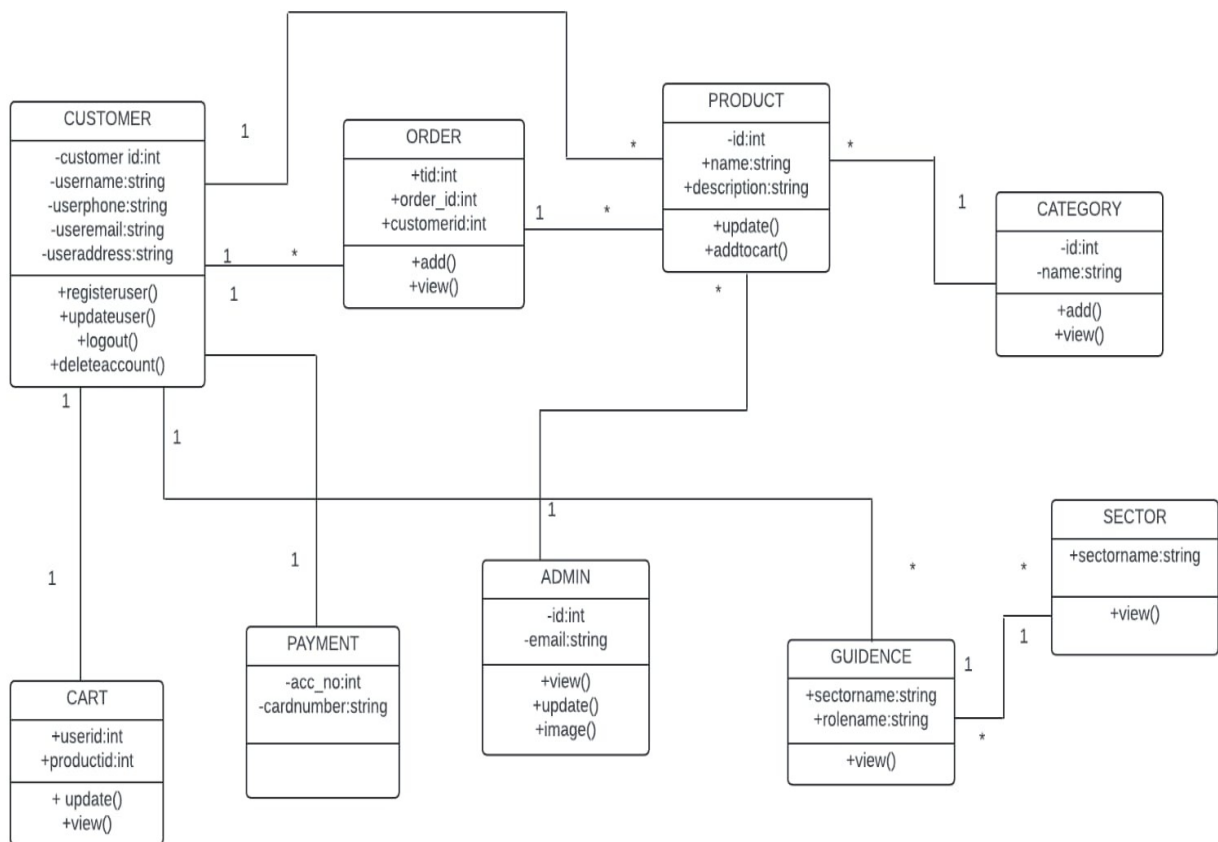 CUSTOMER
-customer id:int
-username:string
-userphone:string
-useremail:string
-useraddress:string
+registeruser()
+updateuser()
+logout()
+deleteaccount()
1
1
1
1
1
*
ORDER
+tid:int
+order_id:int
+customerid:int
+add()
+view()
1
*
*
PRODUCT
-id:int
+name:string
+description:string
+update()
+addtocart()
*
*
1
CATEGORY
-id:int
-name:string
+add()
+view()
1
CART
+userid:int
+productid:int
+ update()
+view()
1
PAYMENT
-acc_no:int
-cardnumber:string
1
ADMIN
-id:int
-email:string
+view()
+update()
+image()
*
*
GUIDENCE
+sectorname:string
+rolename:string
+view()
1
*
1
SECTOR
+sectorname:string
+view()